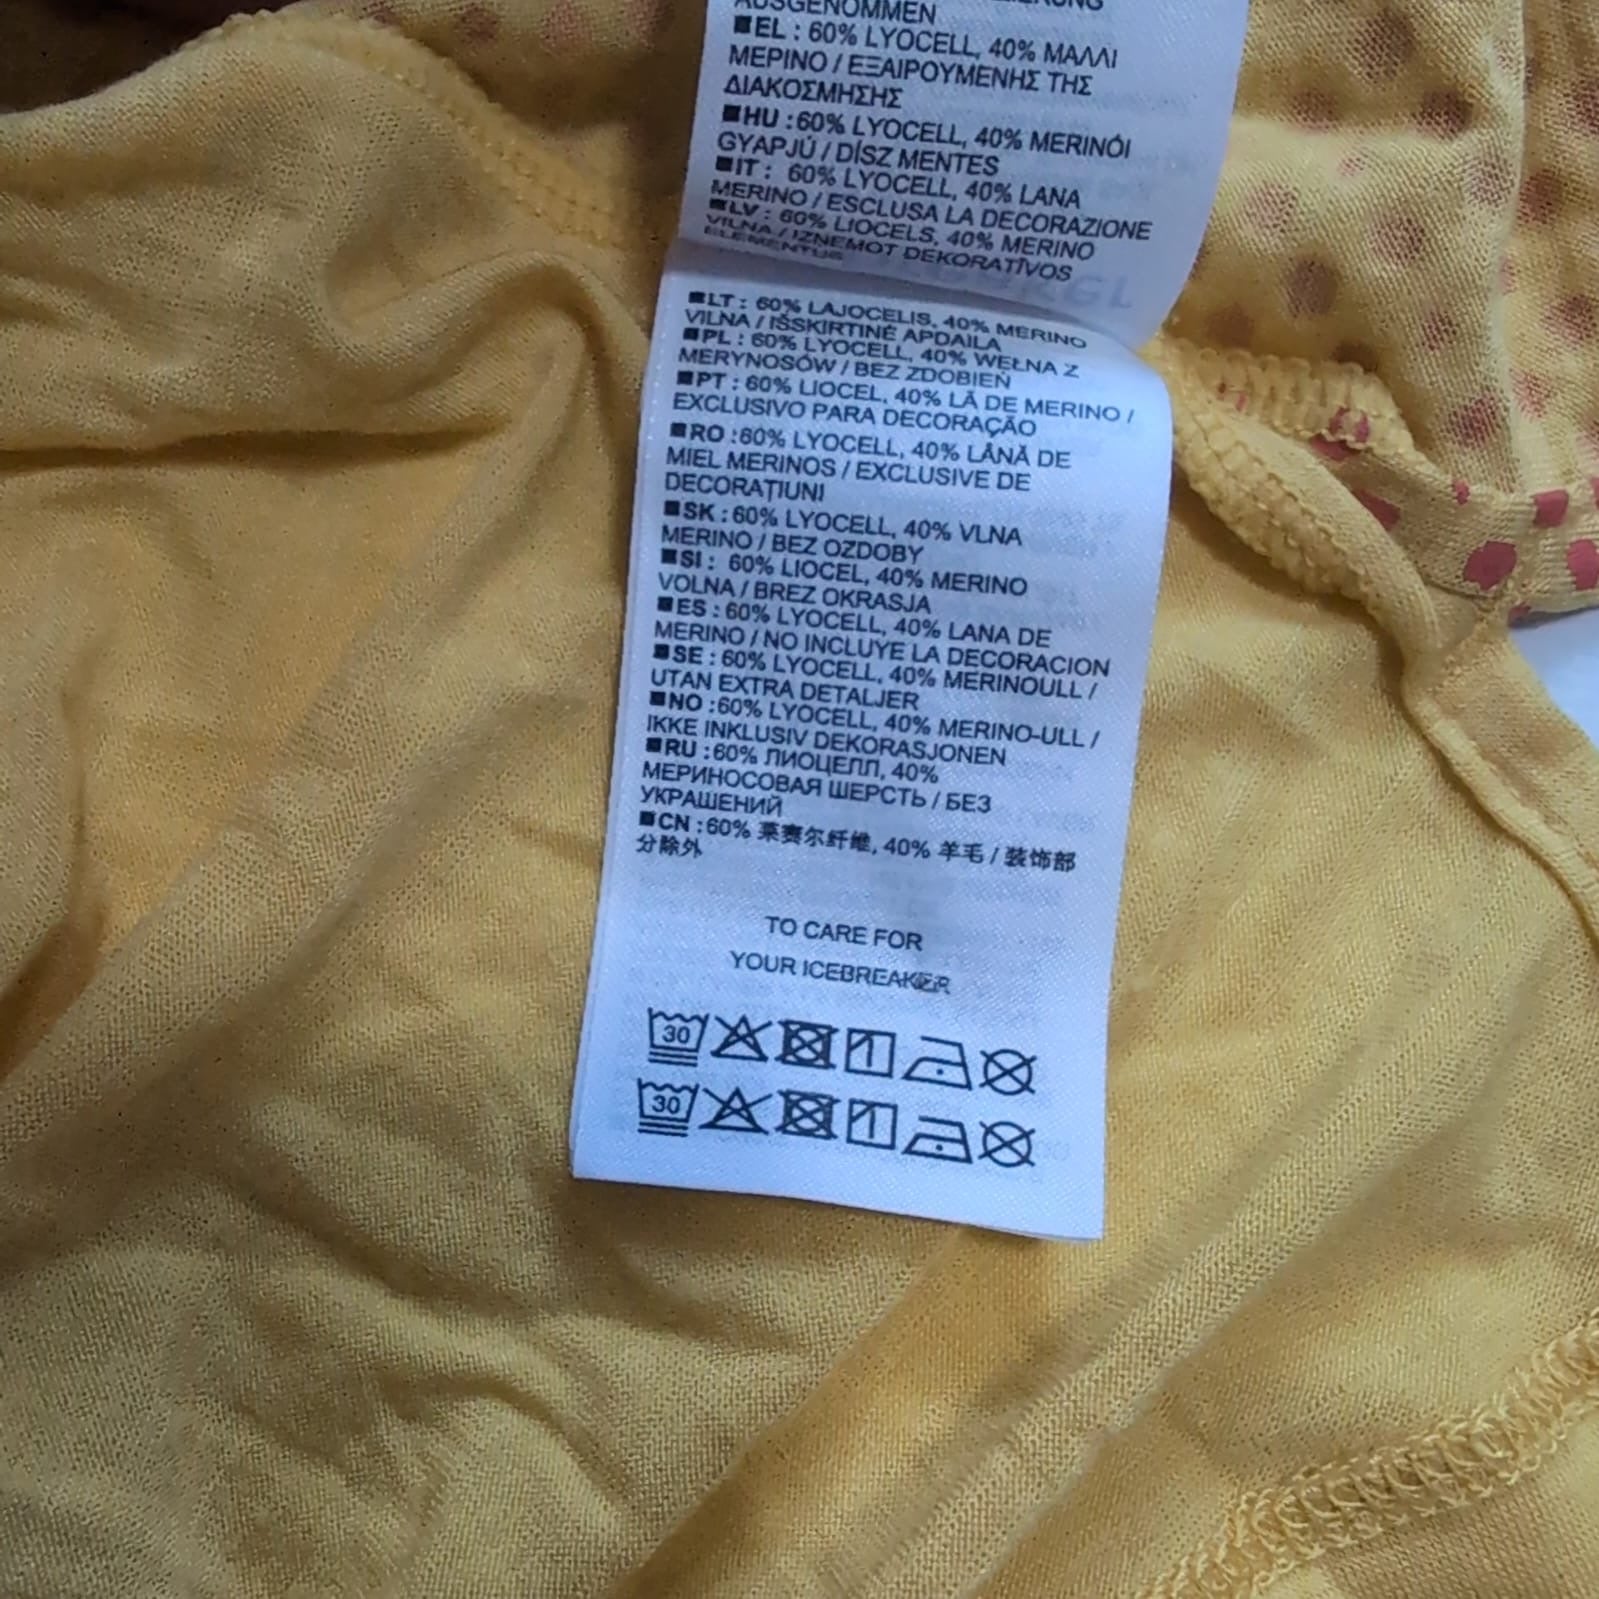 AUSGENOMMEN
■EL : 60% LYOCELL, 40% ΜΑΛΛΙ
ΜΕΡΙΝΟ / ΕΞΑΙΡΟΥΜΕΝΗΣ ΤΗΣ
ΔΙΑΚΟΣΜΗΣΗΣ
■HU : 60% LYOCELL, 40% MERINÓI
GYAPJÚ / DÍSZ MENTES
■IT : 60% LYOCELL, 40% LANA
MERINO / ESCLUSA LA DECORAZIONE
■LV : 60% LIOCELS, 40% MERINO
VILNA / IZŅEMOT DEKORATĪVOS
ELEMENTUS
■LT : 60% LAJOCELIS, 40% MERINO
VILNA / IŠSKIRTINĖ APDAILA
■PL : 60% LYOCELL, 40% WEŁNA Z
MERYNOSÓW / BEZ ZDOBIEŃ
■PT : 60% LIOCEL, 40% LÃ DE MERINO /
EXCLUSIVO PARA DECORAÇÃO
■RO : 60% LYOCELL, 40% LÂNĂ DE
MIEL MERINOS / EXCLUSIVE DE
DECORAȚIUNI
■SK : 60% LYOCELL, 40% VLNA
MERINO / BEZ OZDOBY
■SI : 60% LIOCEL, 40% MERINO
VOLNA / BREZ OKRASJA
■ES : 60% LYOCELL, 40% LANA DE
MERINO / NO INCLUYE LA DECORACION
■SE : 60% LYOCELL, 40% MERINOULL /
UTAN EXTRA DETALJER
■NO : 60% LYOCELL, 40% MERINO-ULL /
IKKE INKLUSIV DEKORASJONEN
■RU : 60% ЛИОЦЕЛЛ, 40%
МЕРИНОСОВАЯ ШЕРСТЬ / БЕЗ
УКРАШЕНИЙ
■CN : 60% 莱赛尔纤维, 40% 羊毛 / 装饰部
分除外
TO CARE FOR
YOUR ICEBREAKER
30
30